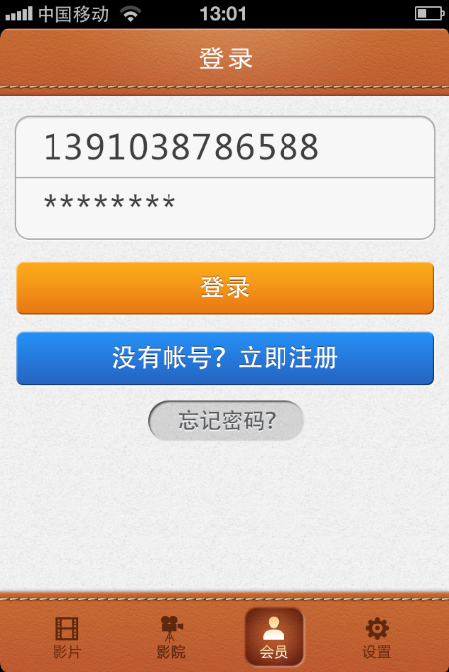 中国移动 13:01
登录
1391038786588
********
登录
没有帐号? 立即注册
忘记密码?
影片 影院 会员 设置